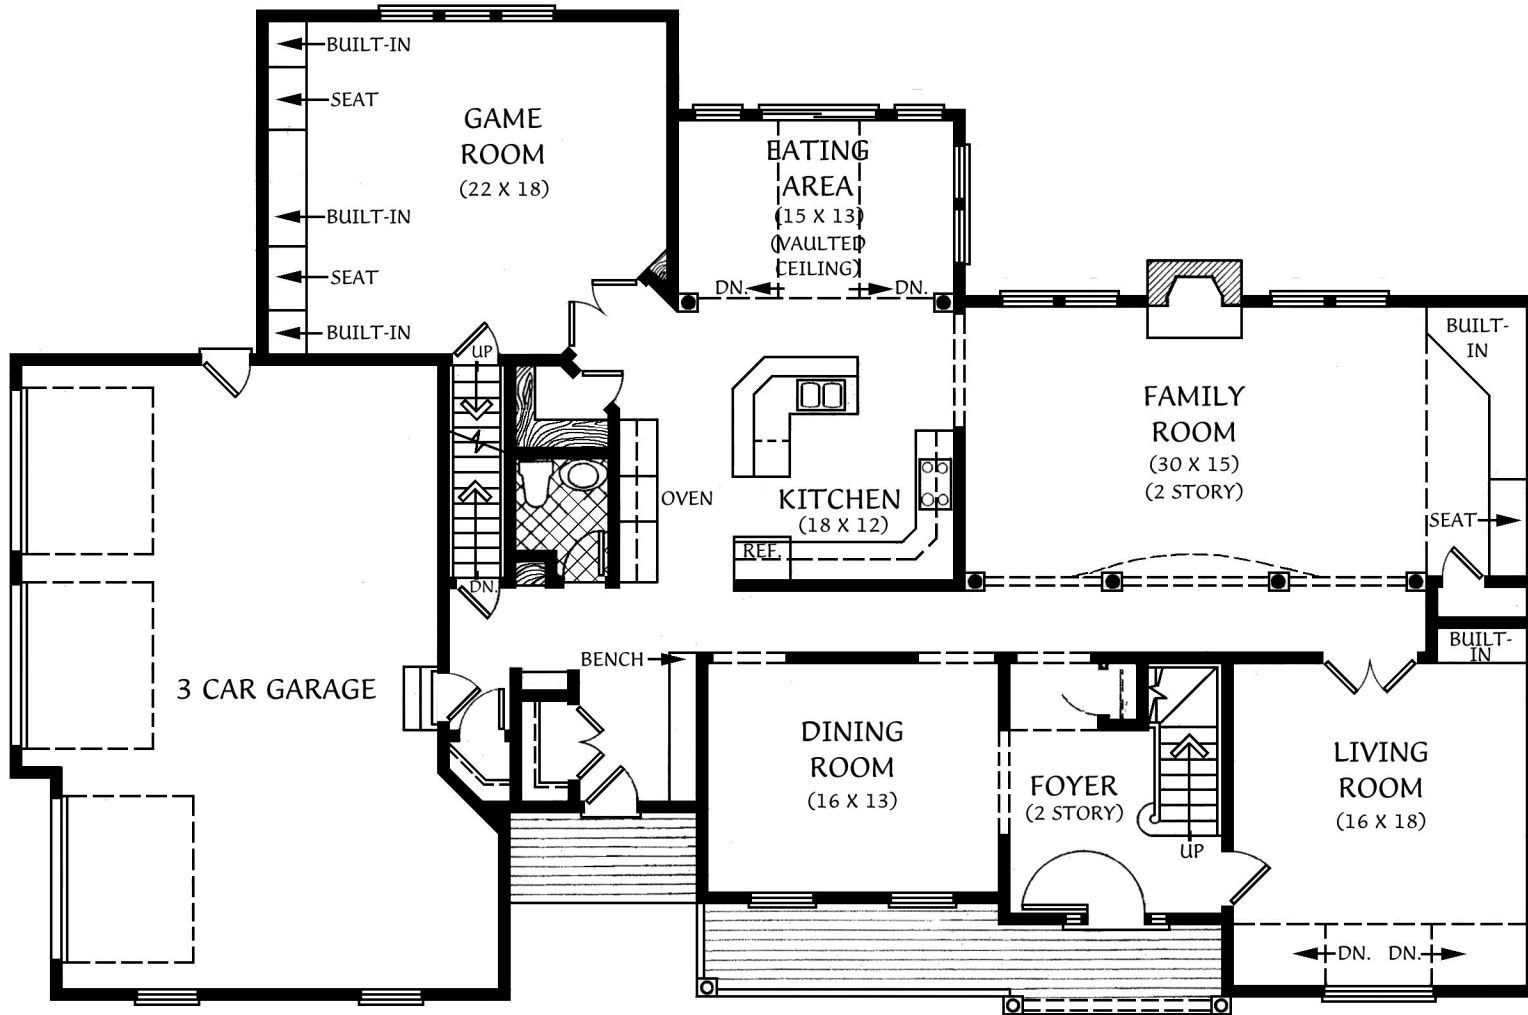 BUILT-IN
SEAT
BUILT-IN
SEAT
BUILT-IN
GAME
ROOM
(22 X 18)
EATING
AREA
(15 X 13)
(VAULTED
CEILING)
DN.
DN.
UP
DN.
OVEN
KITCHEN
(18 X 12)
REF.
FAMILY
ROOM
(30 X 15)
(2 STORY)
BUILT-
IN
SEAT
BUILT-
IN
3 CAR GARAGE
BENCH
DINING
ROOM
(16 X 13)
FOYER
(2 STORY)
UP
LIVING
ROOM
(16 X 18)
DN.
DN.